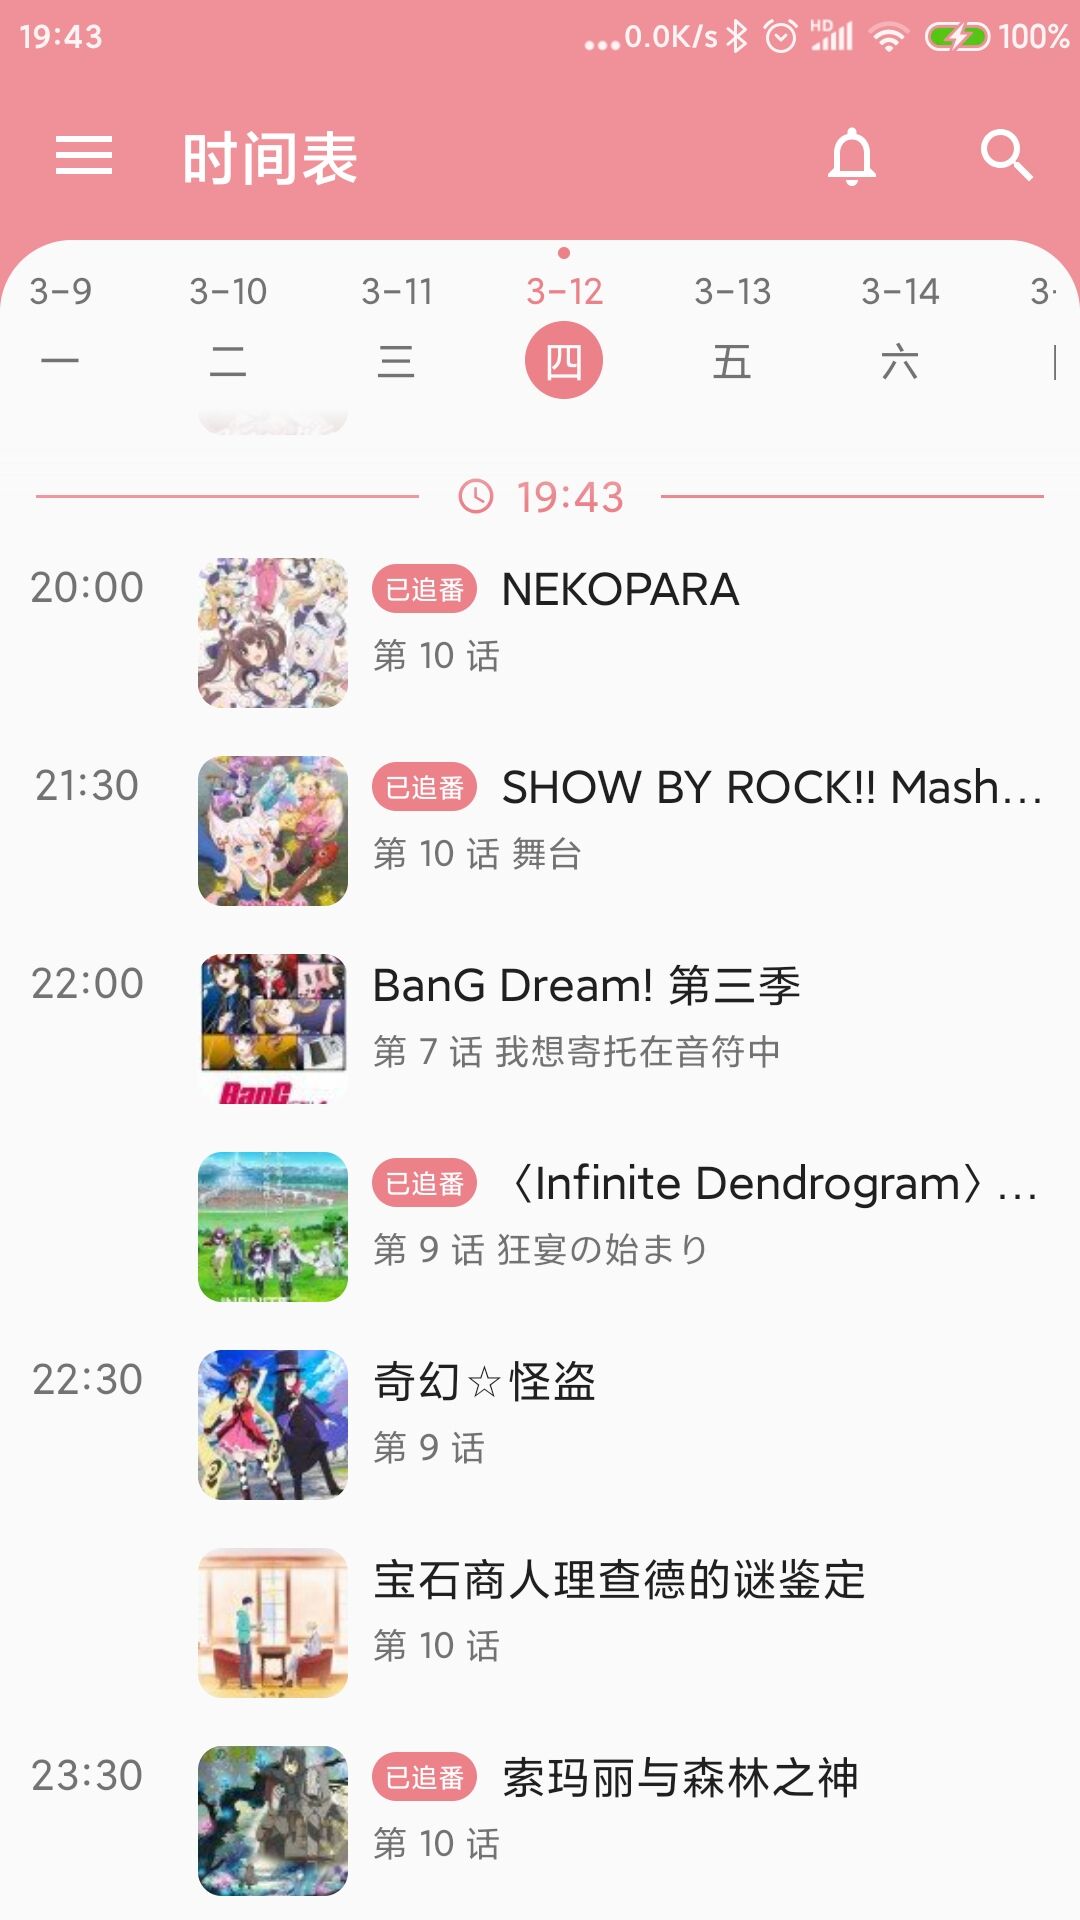 19:43
...0.0K/s HD 100%
时间表
3-9 3-10 3-11 3-12 3-13 3-14 3-
一 二 三 四 五 六
19:43
20:00 已追番 NEKOPARA
第 10 话
21:30 已追番 SHOW BY ROCK!! Mash...
第 10 话 舞台
22:00 BanG Dream! 第三季
第 7 话 我想寄托在音符中
BanG
已追番 〈Infinite Dendrogram〉...
第 9 话 狂宴の始まり
22:30 奇幻☆怪盗
第 9 话
宝石商人理查德的谜鉴定
第 10 话
23:30 已追番 索玛丽与森林之神
第 10 话